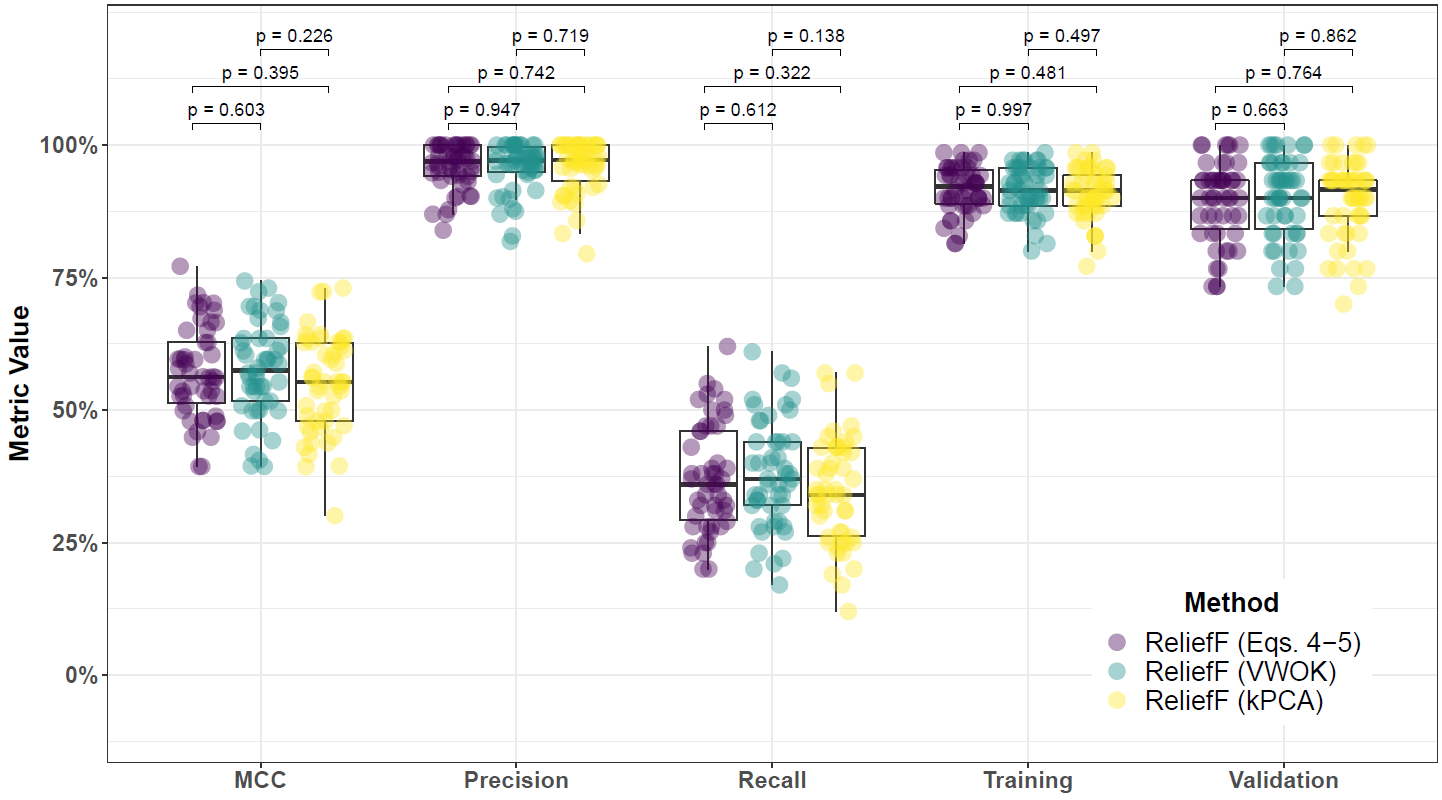 p = 0.226
p = 0.719
p = 0.138
p = 0.497
p = 0.862
p = 0.395
p = 0.742
p = 0.322
p = 0.481
p = 0.764
p = 0.603
p = 0.947
p = 0.612
p = 0.997
p = 0.663
100%
75%
50%
25%
0%
Metric Value
Method
ReliefF (Eqs. 4−5)
ReliefF (VWOK)
ReliefF (kPCA)
MCC
Precision
Recall
Training
Validation